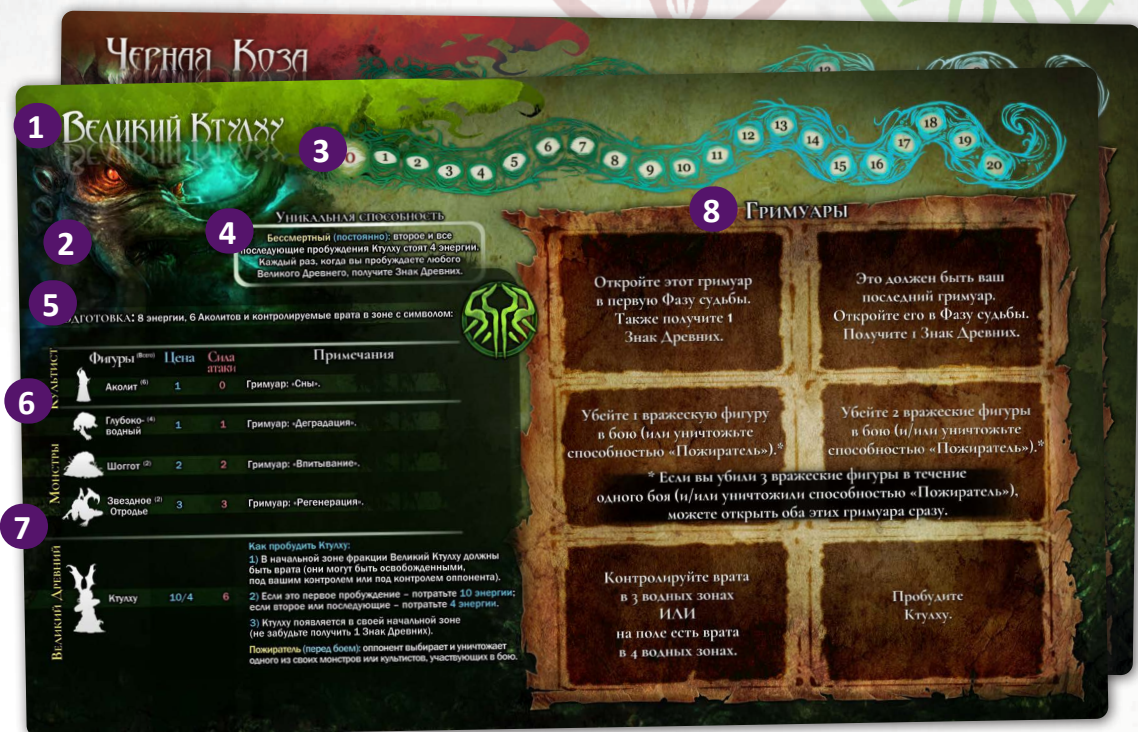 Черная Коза
12
1
Великий Ктулху
3
0 1 2 3 4 5 6 7 8 9 10 11 12 13 14 15 16 17 18 19 20
2
4
Уникальная способность
Бессмертный (постоянно): второе и все
последующие пробуждения Ктулху стоят 4 энергии.
Каждый раз, когда вы пробуждаете любого
Великого Древнего, получите Знак Древних.
5
8 энергии, 6 Аколитов и контролируемые врата в зоне с символом:
Фигуры (Всего) Цена Сила атаки Примечания
Аколит (6) 1 0 Гримуар: «Сны».
6
Монстры
Глубоко- (4)
водный 1 1 Гримуар: «Деградация».
Шоггот (2) 2 2 Гримуар: «Впитывание».
Звездное (2)
Отродье 3 3 Гримуар: «Регенерация».
7
Великий Древний
Ктулху 10/4 6
Как пробудить Ктулху:
1) В начальной зоне фракции Великий Ктулху должны
быть врата (они могут быть освобожденными,
под вашим контролем или под контролем оппонента).
2) Если это первое пробуждение – потратьте 10 энергии;
если второе или последующие – потратьте 4 энергии.
3) Ктулху появляется в своей начальной зоне
(не забудьте получить 1 Знак Древних).
Пожиратель (перед боем): оппонент выбирает и уничтожает
одного из своих монстров или культистов, участвующих в бою.
8
Гримуары
Откройте этот гримуар
в первую Фазу судьбы.
Также получите 1
Знак Древних.
Это должен быть ваш
последний гримуар.
Откройте его в Фазу судьбы.
Получите 1 Знак Древних.
Убейте 1 вражескую фигуру
в бою (или уничтожьте
способностью «Пожиратель»).*
Убейте 2 вражеские фигуры
в бою (и/или уничтожьте
способностью «Пожиратель»).*
* Если вы убили 3 вражеские фигуры в течение
одного боя (и/или уничтожили способностью «Пожиратель»),
можете открыть оба этих гримуара сразу.
Контролируйте врата
в 3 водных зонах
ИЛИ
на поле есть врата
в 4 водных зонах.
Пробудите
Ктулху.